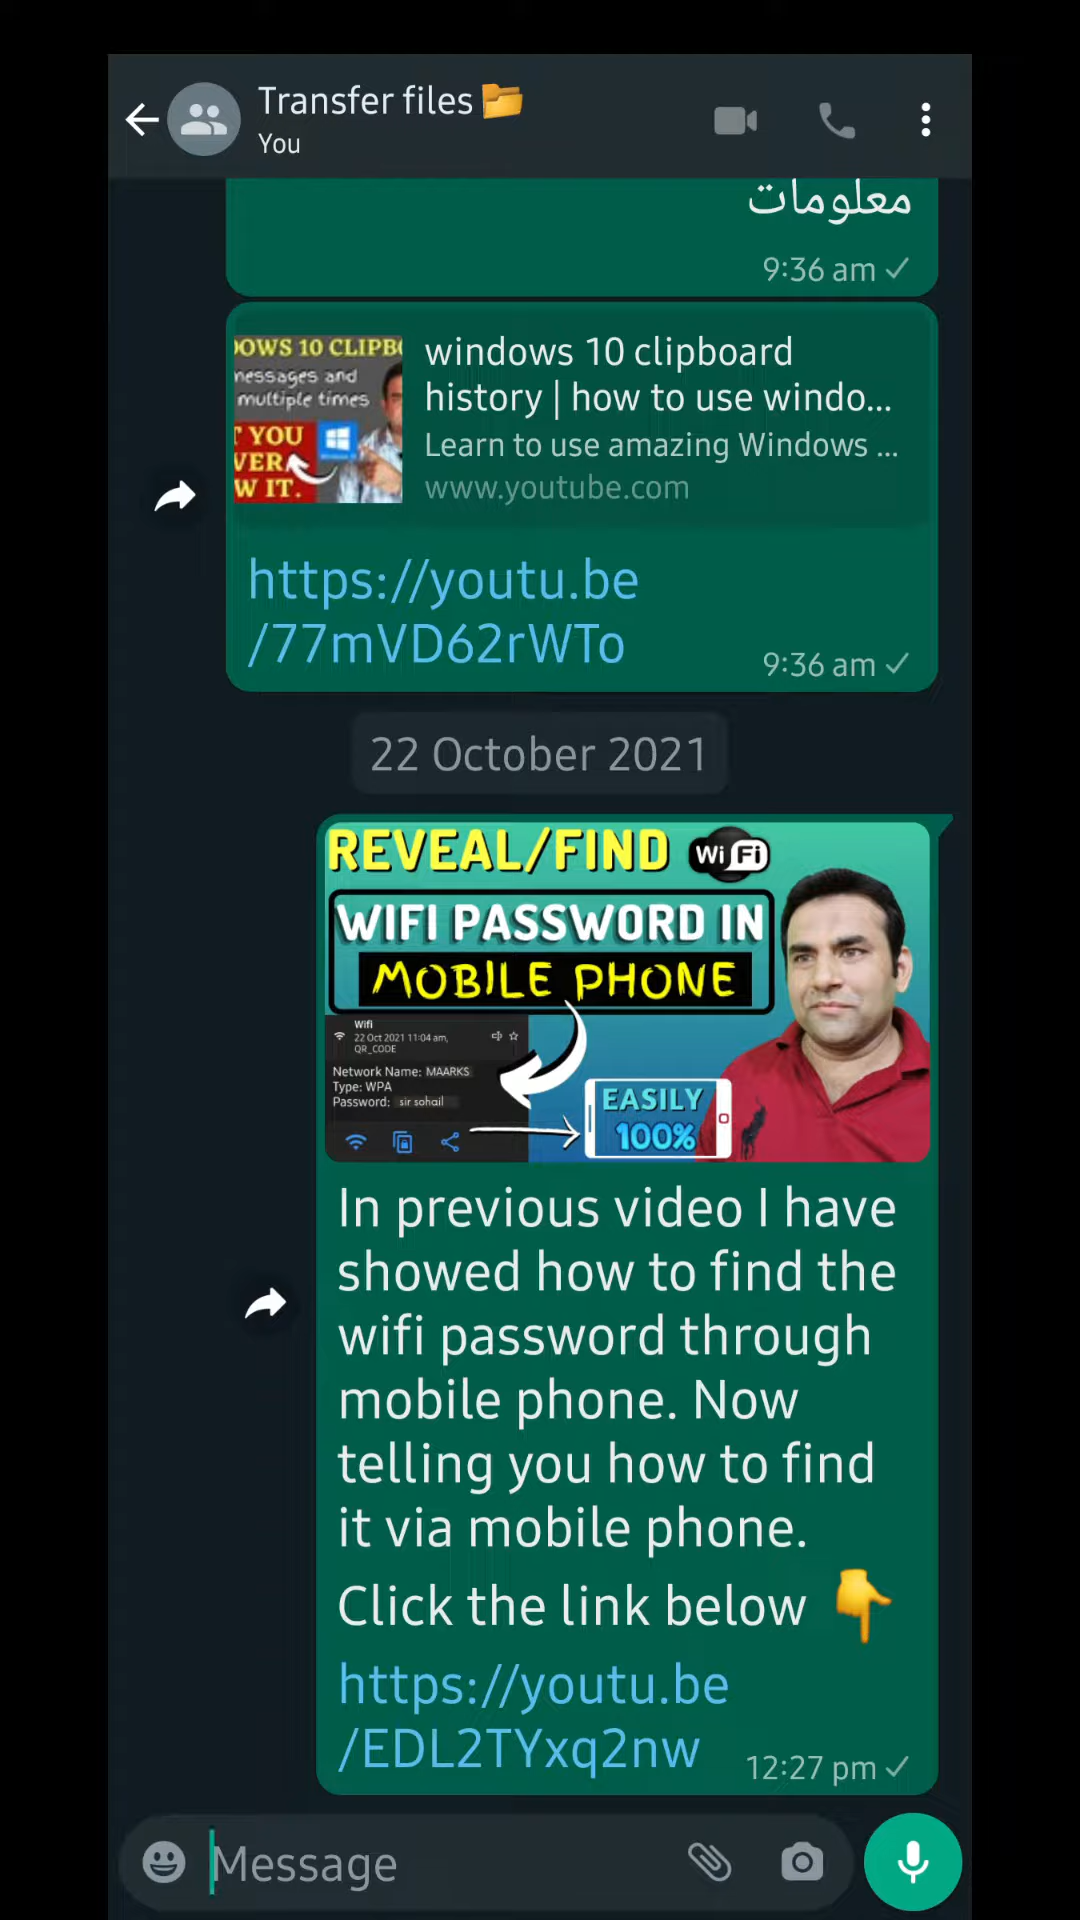 Transfer files
You
معلومات
9:36 am
DOWS 10 CLIPBO
messages and
multiple times
T YOU
VER
W IT.
windows 10 clipboard
history | how to use windo...
Learn to use amazing Windows ...
www.youtube.com
https://youtu.be
/77mVD62rWTo
9:36 am
22 October 2021
REVEAL/FIND WiFi
WIFI PASSWORD IN
MOBILE PHONE
Wifi
22 Oct 2021 11:04 am,
QR_CODE
Network Name: MAARKS
Type: WPA
Password: sir sohail
EASILY
100%
In previous video I have
showed how to find the
wifi password through
mobile phone. Now
telling you how to find
it via mobile phone.
Click the link below 👇
https://youtu.be
/EDL2TYxq2nw
12:27 pm
Message